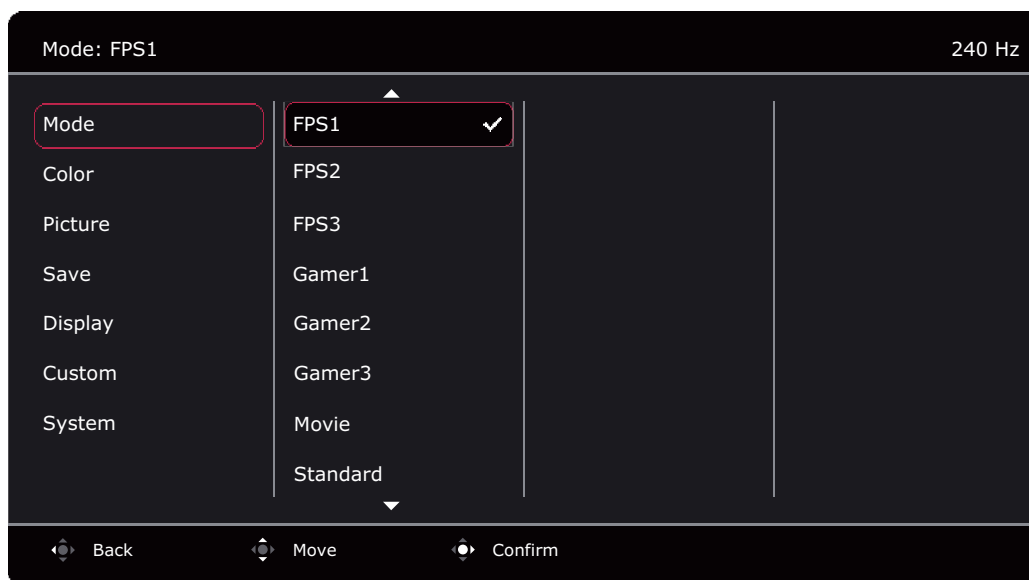 Mode: FPS1 240 Hz
Mode
Color
Picture
Save
Display
Custom
System
FPS1
FPS2
FPS3
Gamer1
Gamer2
Gamer3
Movie
Standard
Back Move Confirm